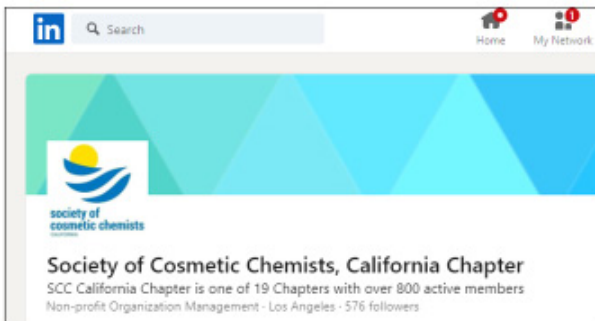 in
Search
1
Home
My Network
society of
cosmetic chemists
CALIFORNIA
Society of Cosmetic Chemists, California Chapter
SCC California Chapter is one of 19 Chapters with over 800 active members
Non-profit Organization Management · Los Angeles · 576 followers